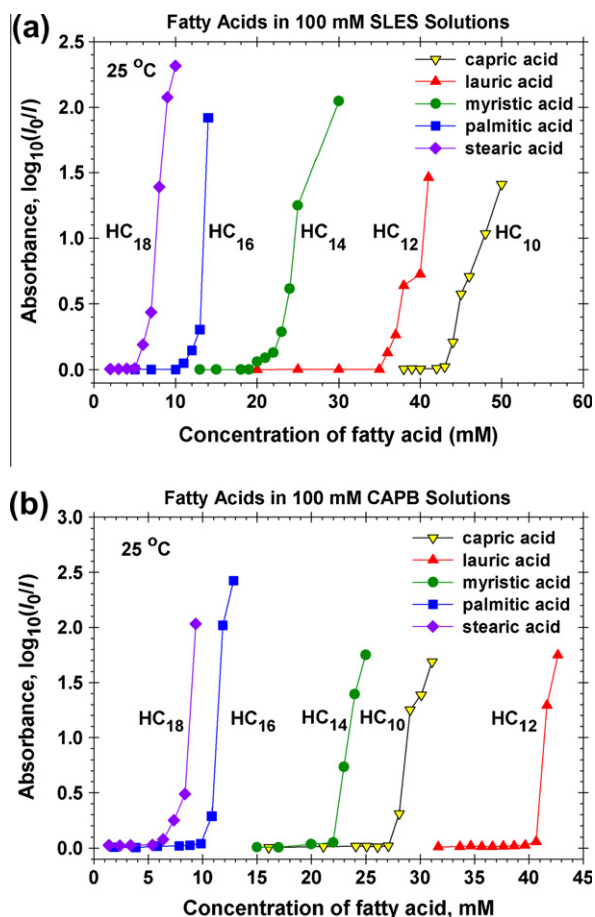 (a)
Fatty Acids in 100 mM SLES Solutions
2.5
2.0
1.5
1.0
0.5
0.0
Absorbance, log10(I0/I)
25 °C
capric acid
lauric acid
myristic acid
palmitic acid
stearic acid
HC18
HC16
HC14
HC12
HC10
0 10 20 30 40 50 60
Concentration of fatty acid (mM)
(b)
Fatty Acids in 100 mM CAPB Solutions
3.0
2.5
2.0
1.5
1.0
0.5
0.0
Absorbance, log10(I0/I)
25 °C
capric acid
lauric acid
myristic acid
palmitic acid
stearic acid
HC18
HC16
HC14
HC10
HC12
0 5 10 15 20 25 30 35 40 45
Concentration of fatty acid, mM